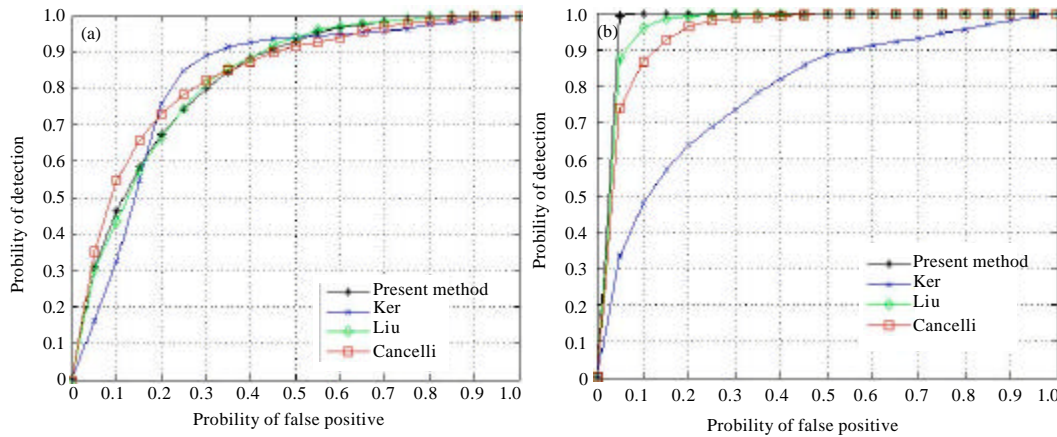 (a)
Probility of detection
1.0
0.9
0.8
0.7
0.6
0.5
0.4
0.3
0.2
0.1
0
Present method
Ker
Liu
Cancelli
0 0.1 0.2 0.3 0.4 0.5 0.6 0.7 0.8 0.9 1.0
Probility of false positive
(b)
Probility of detection
1.0
0.9
0.8
0.7
0.6
0.5
0.4
0.3
0.2
0.1
0
Present method
Ker
Liu
Cancelli
0 0.1 0.2 0.3 0.4 0.5 0.6 0.7 0.8 0.9 1.0
Probility of false positive